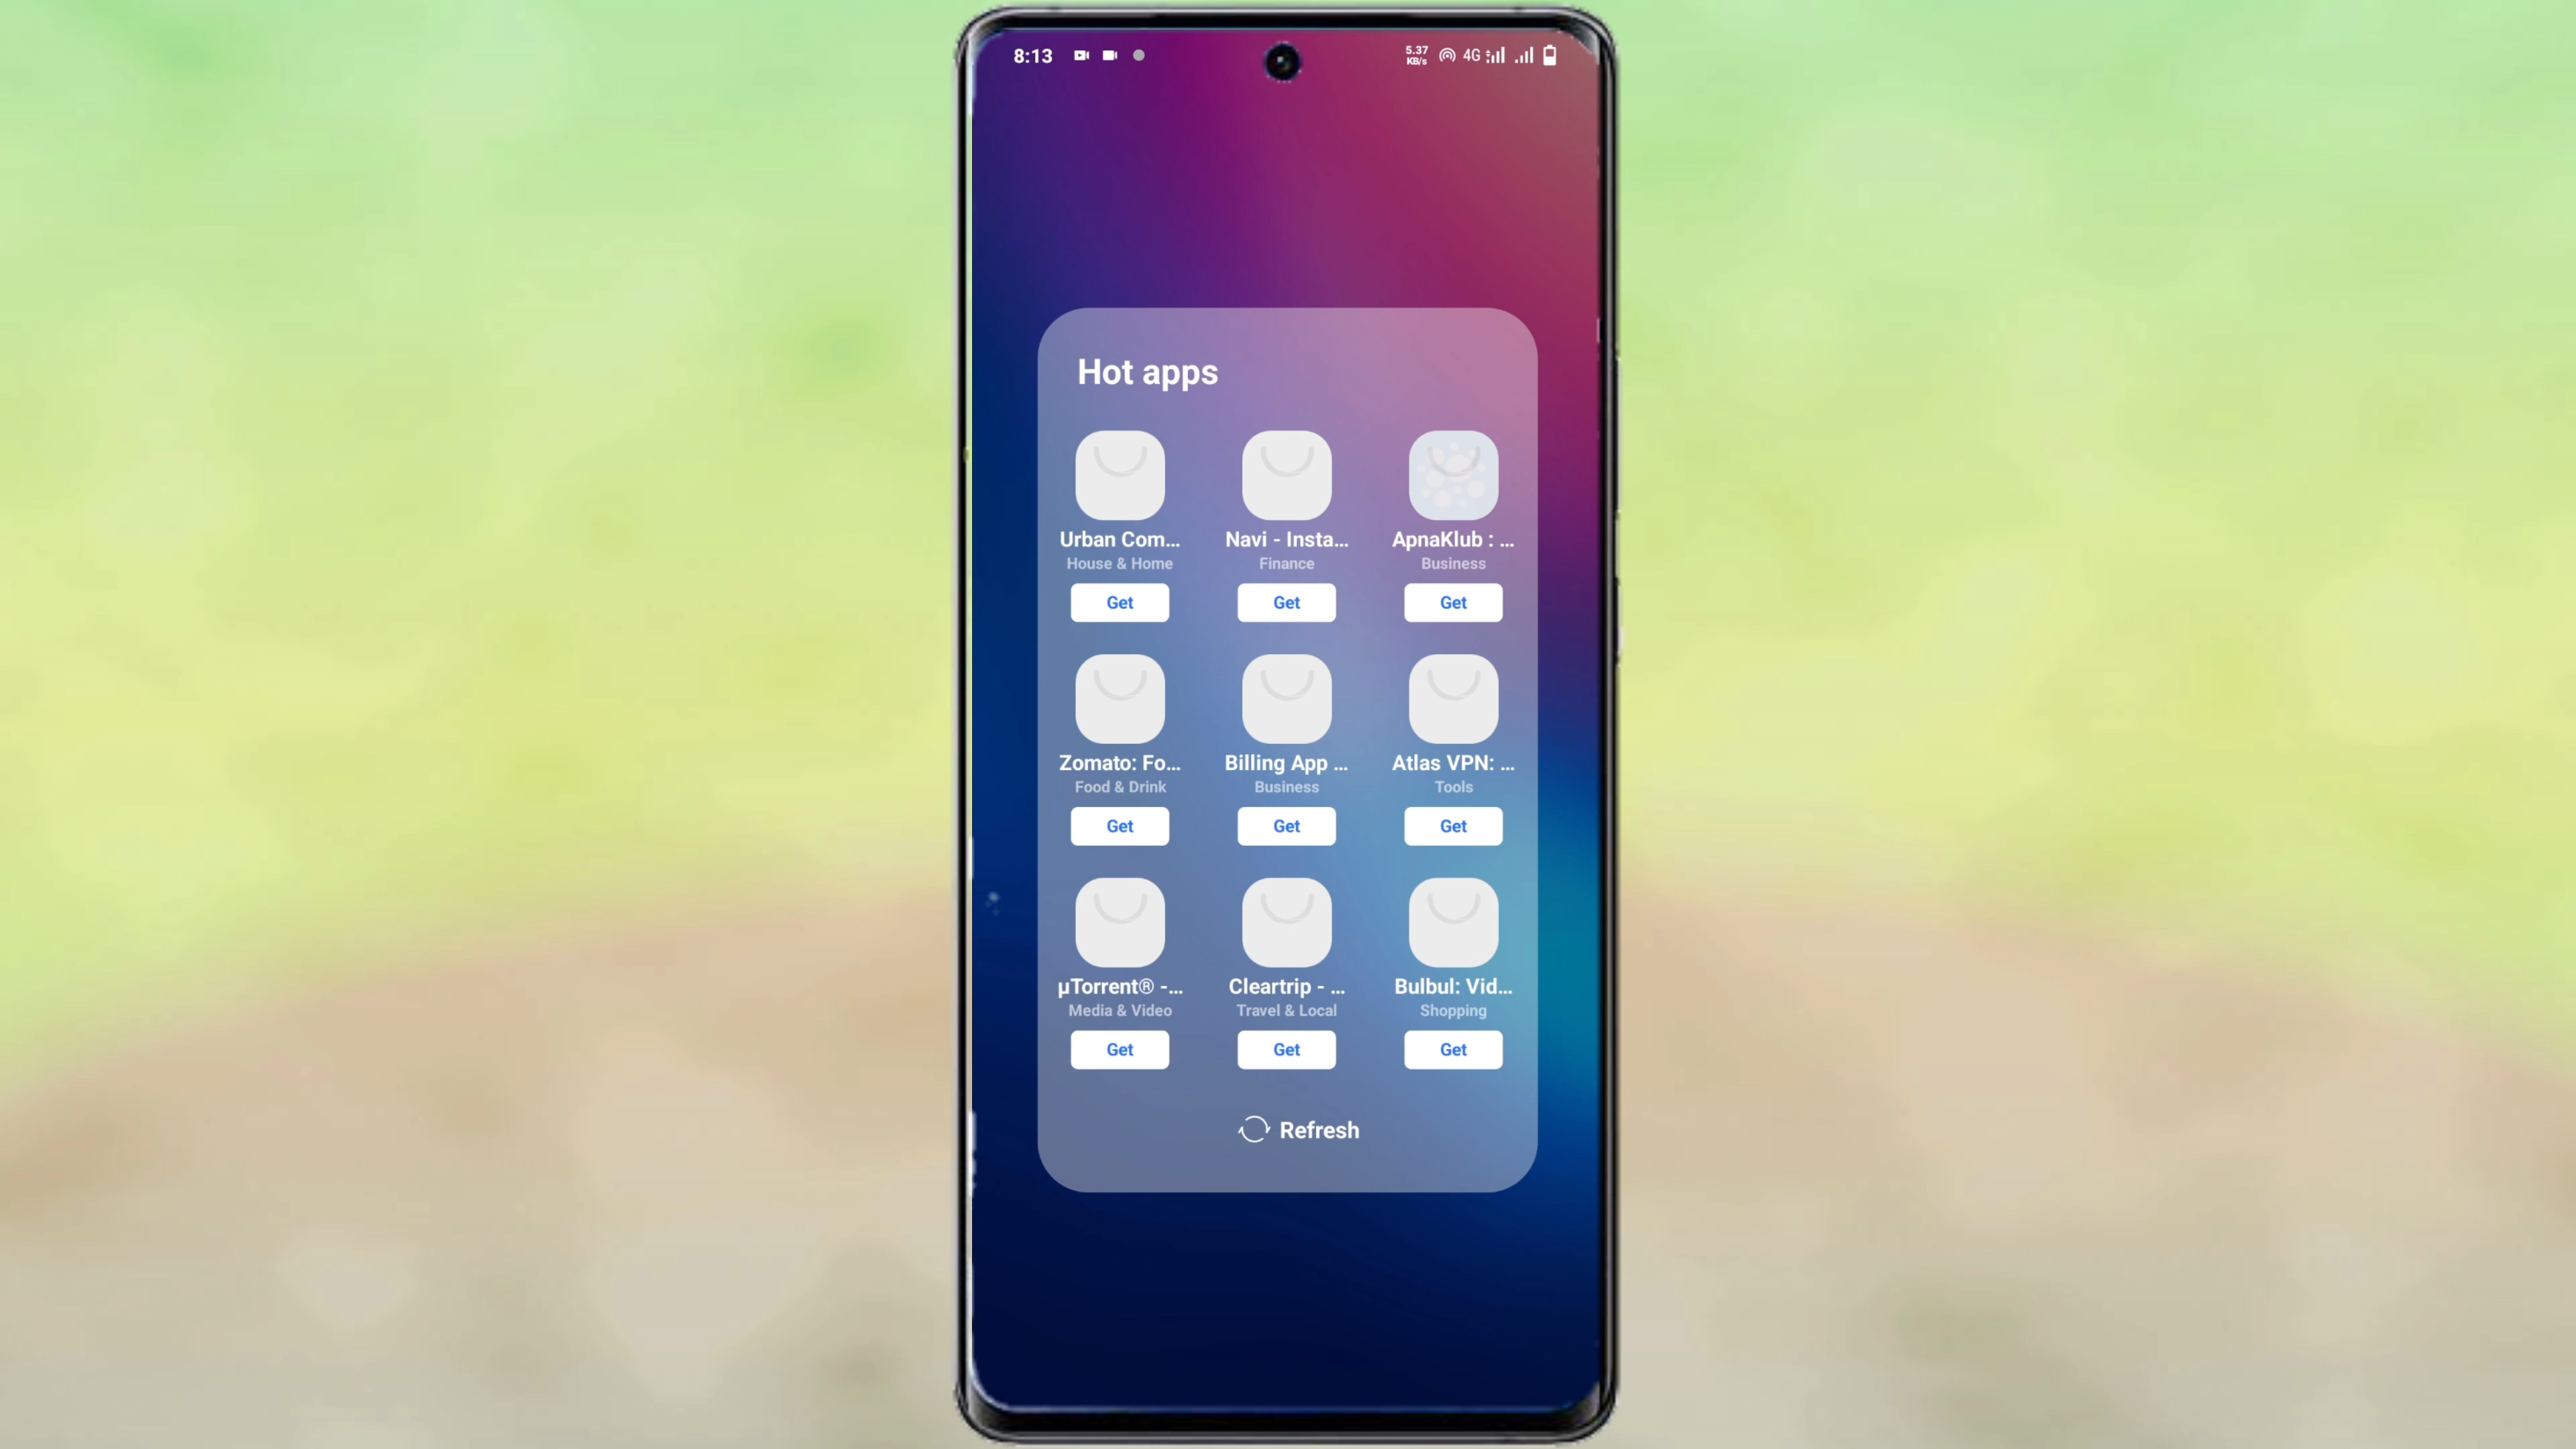 8:13
5.37
KB/s
4G
Hot apps
Urban Com... Navi - Insta... ApnaKlub : ...
House & Home Finance Business
Get Get Get
Zomato: Fo... Billing App ... Atlas VPN: ...
Food & Drink Business Tools
Get Get Get
µTorrent® -... Cleartrip - ... Bulbul: Vid...
Media & Video Travel & Local Shopping
Get Get Get
Refresh